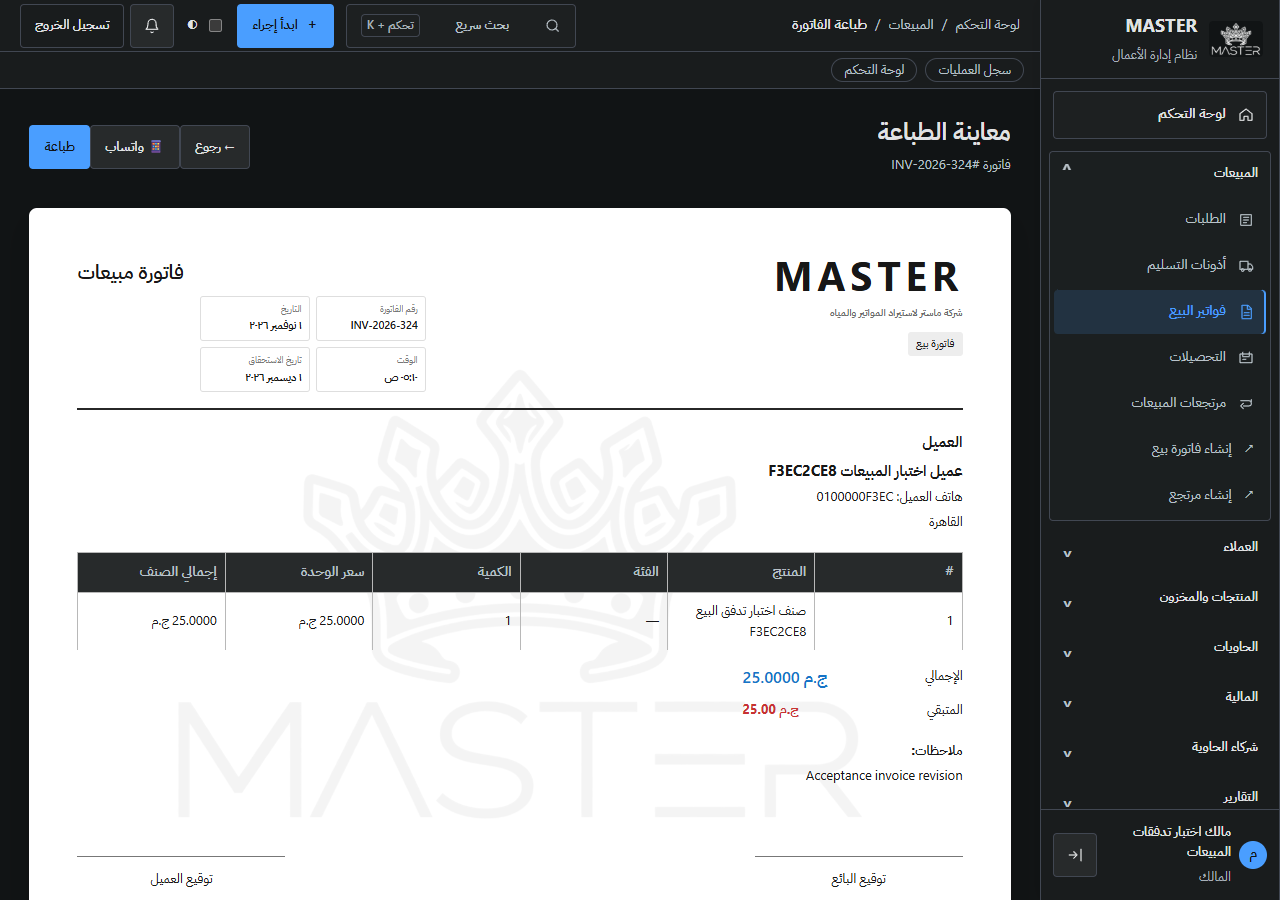 MASTER
نظام إدارة الأعمال
MASTER
لوحة التحكم / المبيعات / طباعة الفاتورة
بحث سريع
تحكم + K
+ ابدأ إجراء
تسجيل الخروج
سجل العمليات
لوحة التحكم
لوحة التحكم
المبيعات
الطلبات
أذونات التسليم
فواتير البيع
التحصيلات
مرتجعات المبيعات
إنشاء فاتورة بيع
إنشاء مرتجع
العملاء
المنتجات والمخزون
الحاويات
المالية
شركاء الحاوية
التقارير
م
مالك اختبار تدفقات
المبيعات
المالك
معاينة الطباعة
فاتورة #INV-2026-324
← رجوع
واتساب
طباعة
MASTER
شركة ماستر لاستيراد المواتير والمياه
فاتورة بيع
فاتورة مبيعات
رقم الفاتورة
INV-2026-324
التاريخ
١ نوفمبر ٢٠٢٦
الوقت
٠٥:١٠ ص
تاريخ الاستحقاق
١ ديسمبر ٢٠٢٦
العميل
عميل اختبار المبيعات F3EC2CE8
هاتف العميل: 0100000F3EC
القاهرة
# المنتج الفئة الكمية سعر الوحدة إجمالي الصنف
1 صنف اختبار تدفق البيع F3EC2CE8 — 1 25.0000 ج.م 25.0000 ج.م
الإجمالي ج.م 25.0000
المتبقي ج.م 25.00
ملاحظات:
Acceptance invoice revision
MASTER
توقيع البائع
توقيع العميل